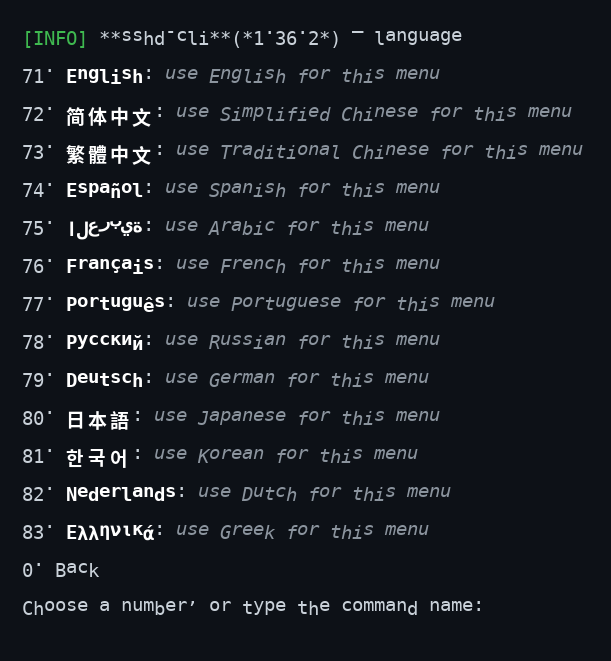 [INFO] **sshd-cli**(*1.36.2*) — language
71. English: use English for this menu
72. 简体中文: use Simplified Chinese for this menu
73. 繁體中文: use Traditional Chinese for this menu
74. Español: use Spanish for this menu
75. العربية: use Arabic for this menu
76. Français: use French for this menu
77. Português: use Portuguese for this menu
78. Русский: use Russian for this menu
79. Deutsch: use German for this menu
80. 日本語: use Japanese for this menu
81. 한국어: use Korean for this menu
82. Nederlands: use Dutch for this menu
83. Ελληνικά: use Greek for this menu
0. Back
Choose a number, or type the command name: